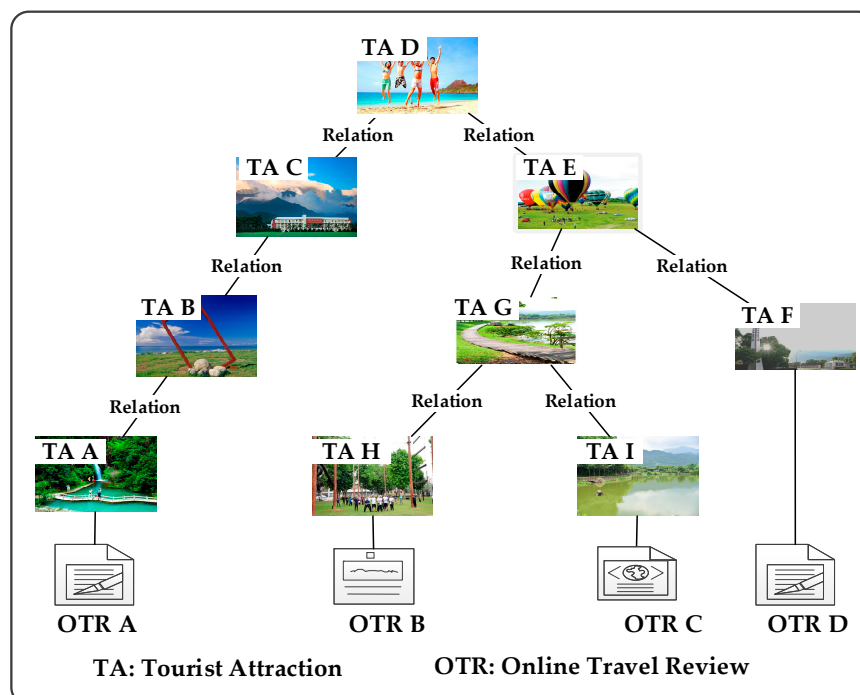 TA D
Relation Relation
TA C TA E
Relation Relation Relation
TA B TA G TA F
Relation Relation Relation
TA A TA H TA I
OTR A OTR B OTR C OTR D
TA: Tourist Attraction OTR: Online Travel Review